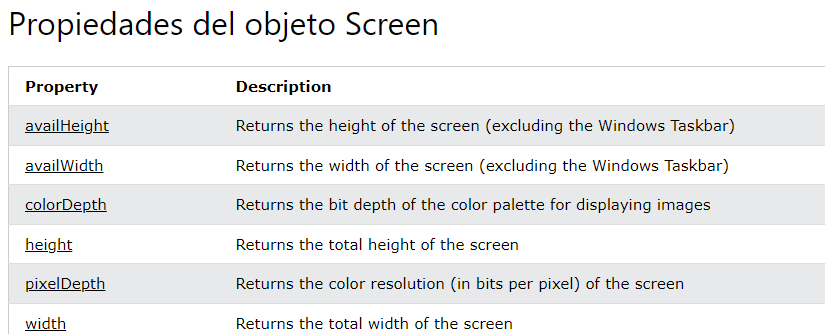 Propiedades del objeto Screen
Property Description
availHeight Returns the height of the screen (excluding the Windows Taskbar)
availWidth Returns the width of the screen (excluding the Windows Taskbar)
colorDepth Returns the bit depth of the color palette for displaying images
height Returns the total height of the screen
pixelDepth Returns the color resolution (in bits per pixel) of the screen
width Returns the total width of the screen